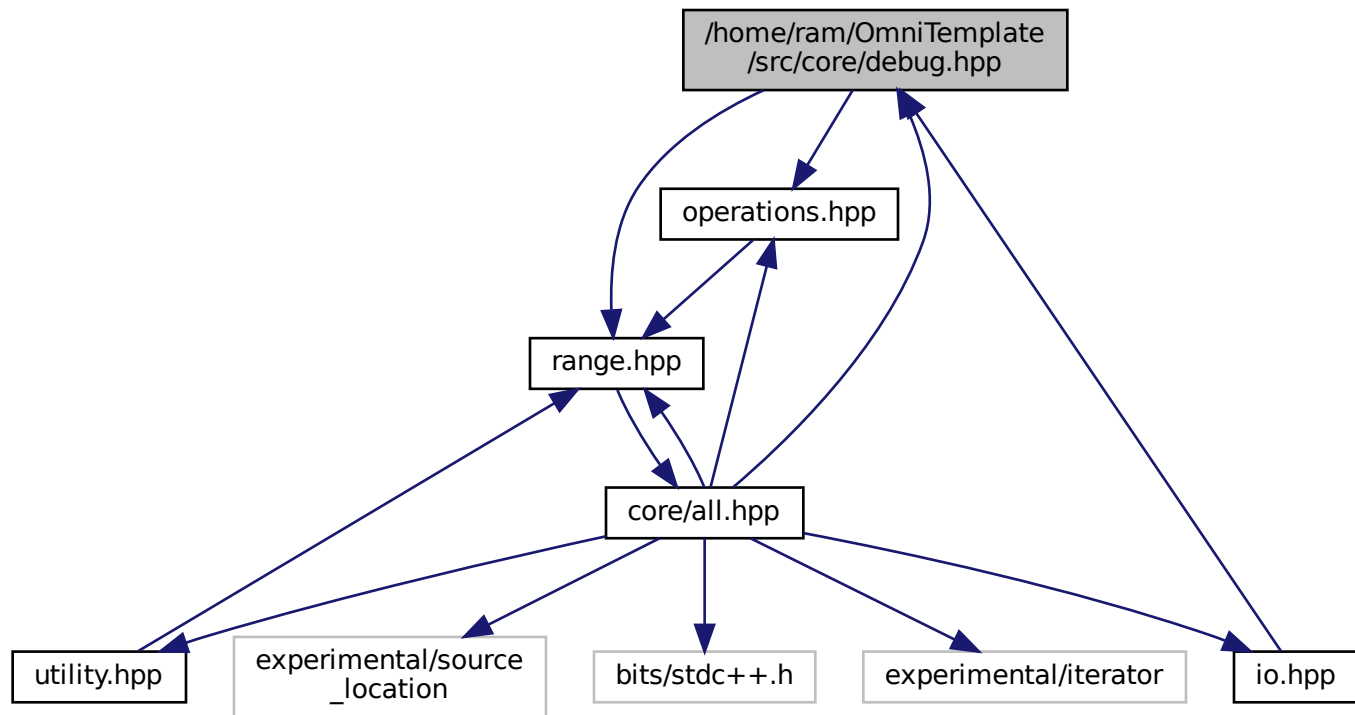 /home/ram/OmniTemplate
/src/core/debug.hpp
operations.hpp
range.hpp
core/all.hpp
utility.hpp
experimental/source
_location
bits/stdc++.h
experimental/iterator
io.hpp